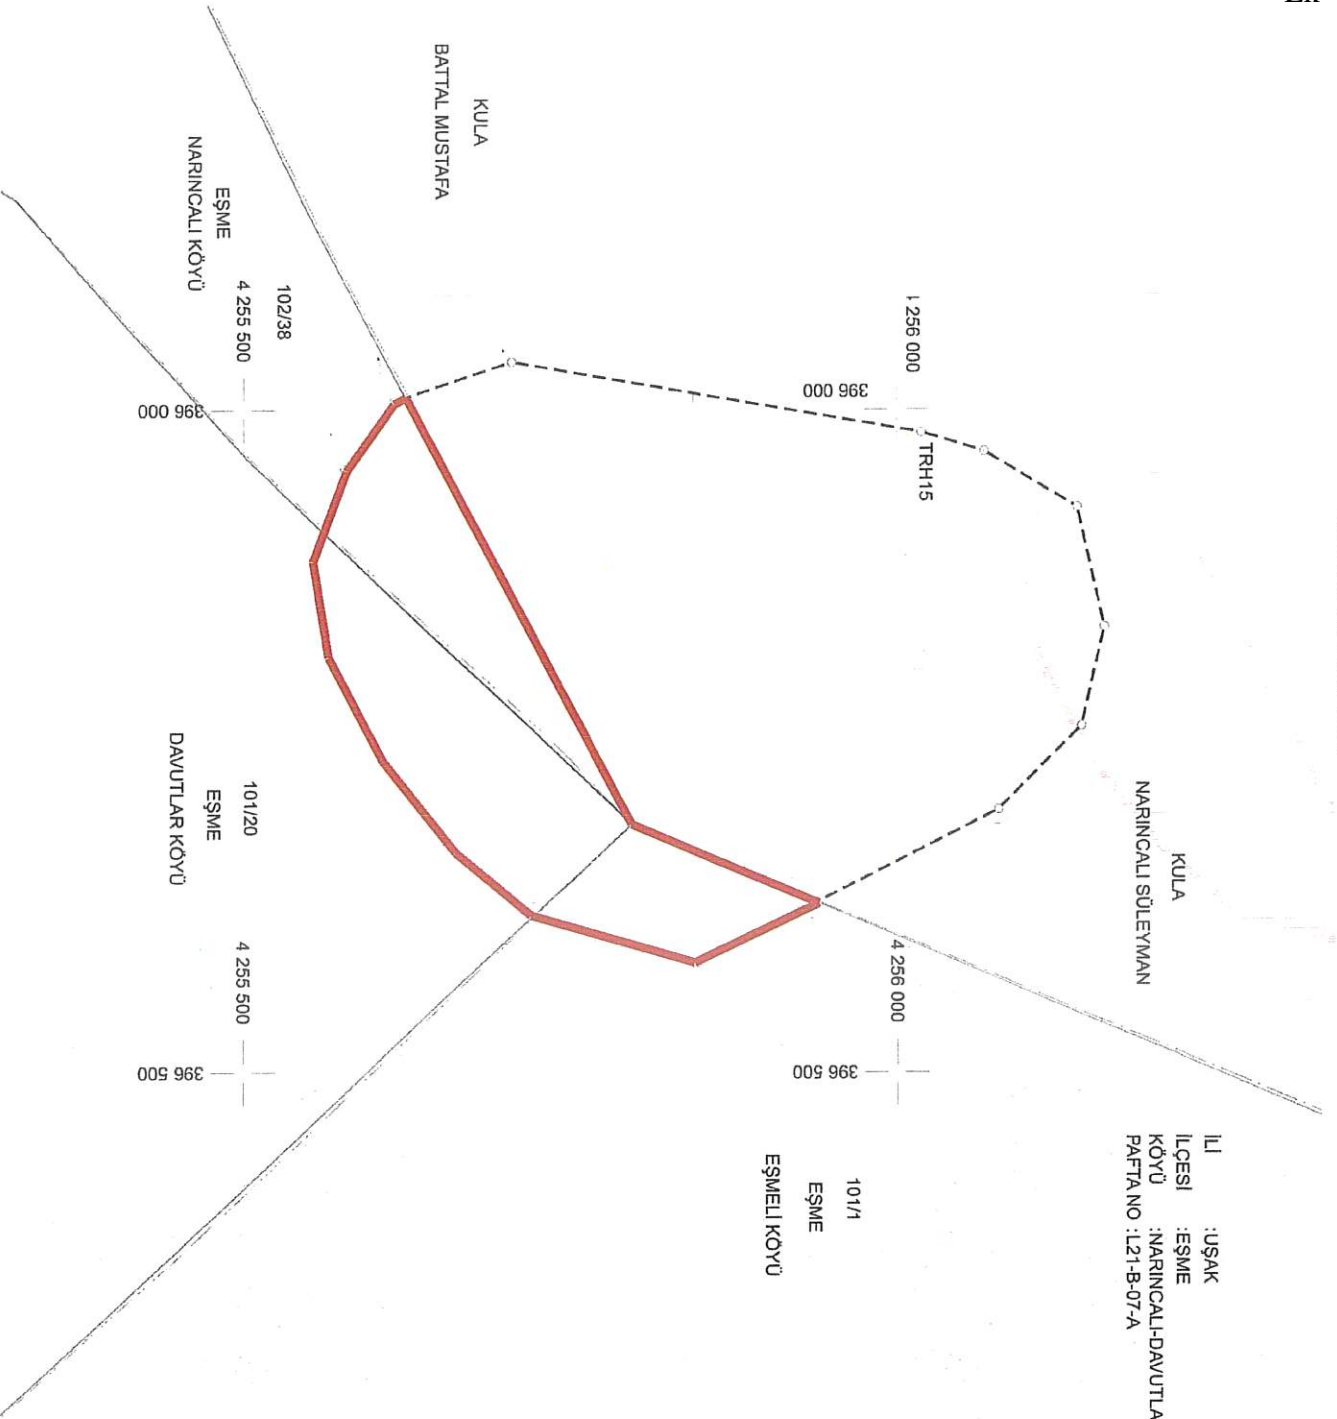 İLİ :UŞAK
İLÇESİ :EŞME
KÖYÜ :NARINCALI-DAVUTLA
PAFTA NO :L21-B-07-A
KULA
NARINCALI SÜLEYMAN
TRH15
256 000
396 000
4 256 000
396 500
101/1
EŞME
EŞMELİ KÖYÜ
KULA
BATTAL MUSTAFA
102/38
EŞME
NARINCALI KÖYÜ
4 255 500
396 000
101/20
EŞME
DAVUTLAR KÖYÜ
4 255 500
396 500